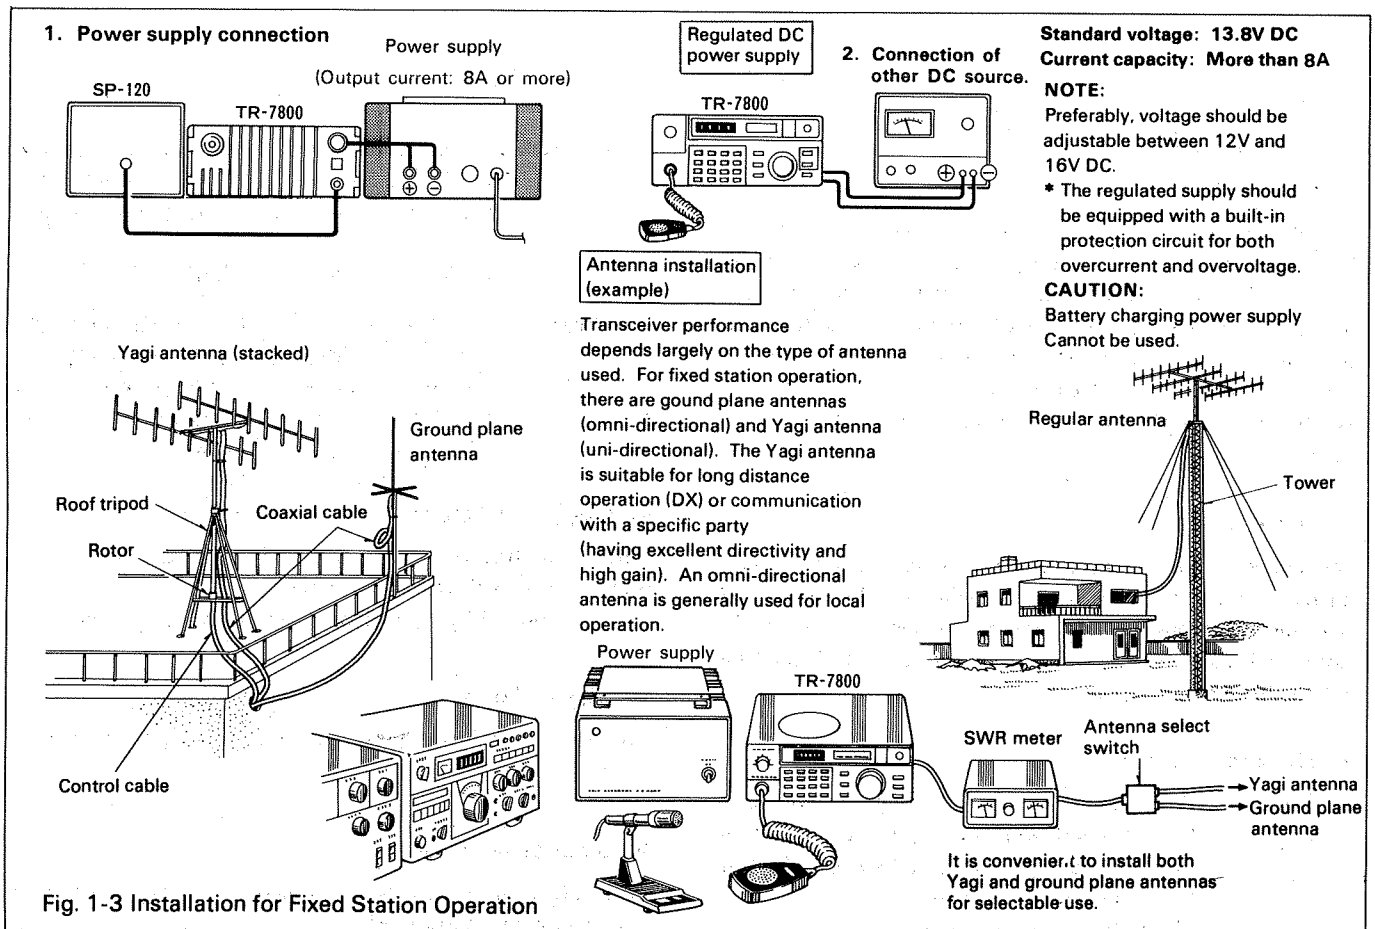 1. Power supply connection
Power supply
(Output current: 8A or more)
SP-120
TR-7800
⊕ ⊖
Regulated DC
power supply
2. Connection of
other DC source.
TR-7800
⊕ ⊖
Standard voltage: 13.8V DC
Current capacity: More than 8A
NOTE:
Preferably, voltage should be
adjustable between 12V and
16V DC.
* The regulated supply should
be equipped with a built-in
protection circuit for both
overcurrent and overvoltage.
CAUTION:
Battery charging power supply
Cannot be used.
Antenna installation
(example)
Transceiver performance
depends largely on the type of antenna
used. For fixed station operation,
there are gound plane antennas
(omni-directional) and Yagi antenna
(uni-directional). The Yagi antenna
is suitable for long distance
operation (DX) or communication
with a specific party
(having excellent directivity and
high gain). An omni-directional
antenna is generally used for local
operation.
Yagi antenna (stacked)
Ground plane
antenna
Roof tripod
Coaxial cable
Rotor
Control cable
Regular antenna
Tower
Power supply
TR-7800
SWR meter
Antenna select
switch
Yagi antenna
Ground plane
antenna
It is convenient to install both
Yagi and ground plane antennas
for selectable use.
Fig. 1-3 Installation for Fixed Station Operation